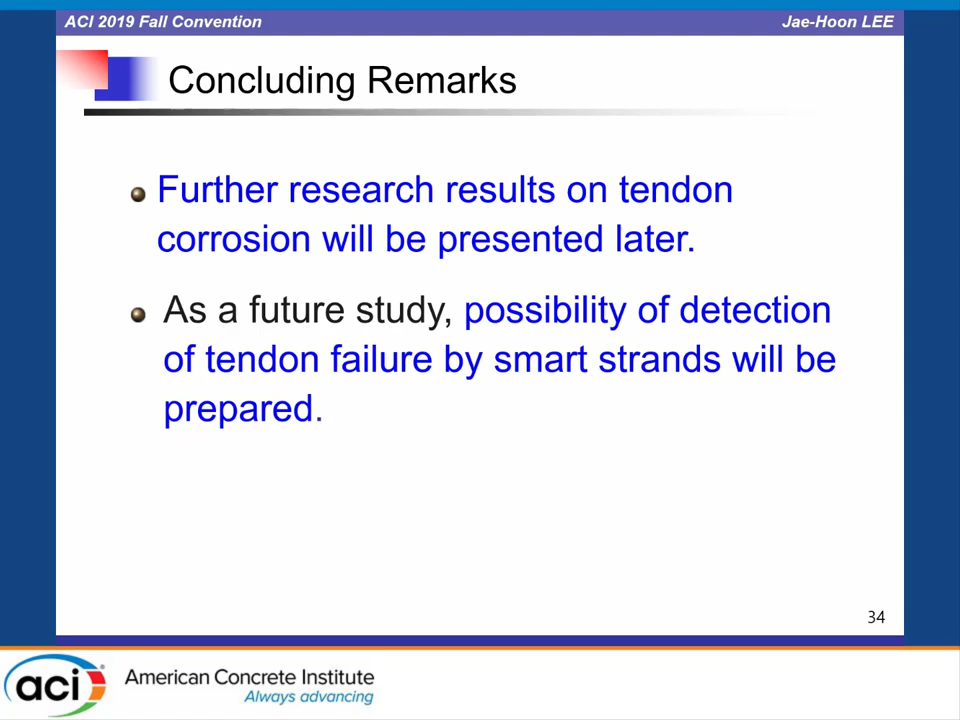 ACI 2019 Fall Convention
Jae-Hoon LEE
Concluding Remarks
Further research results on tendon
corrosion will be presented later.
As a future study, possibility of detection
of tendon failure by smart strands will be
prepared.
34
aci
American Concrete Institute
Always advancing